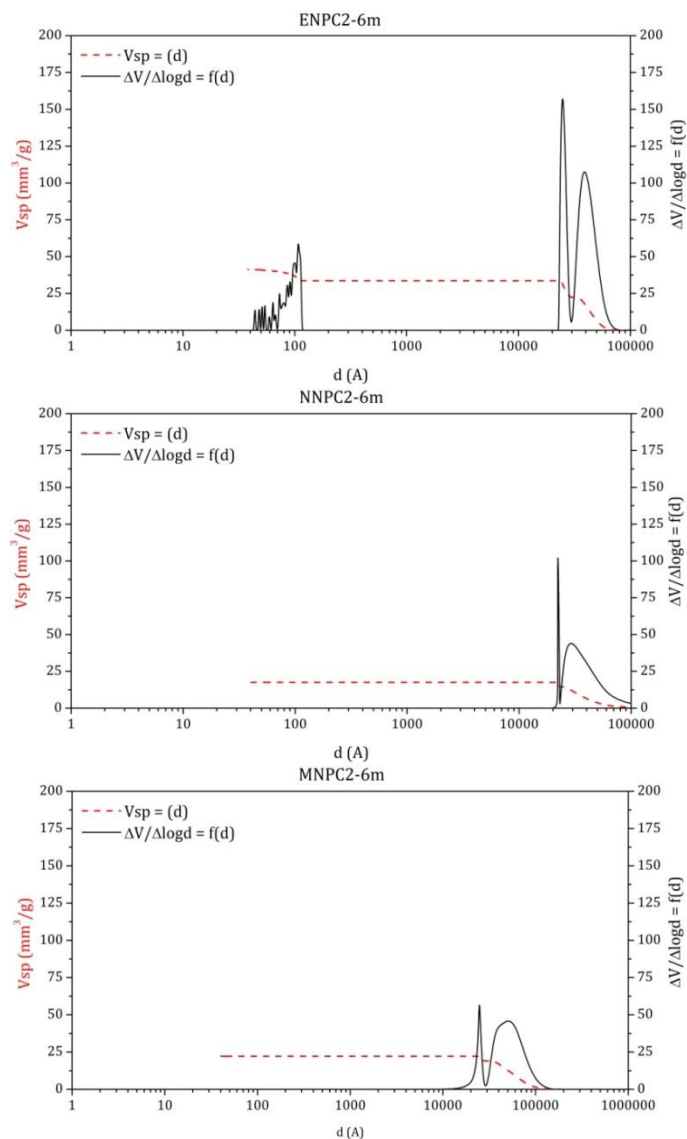 ENPC2-6m
200 200
Vsp = (d)
ΔV/Δlogd = f(d)
175 175
150 150
125 125
100 100
75 75
50 50
25 25
0 0
Vsp (mm³/g)
ΔV/Δlogd = f(d)
1 10 100 1000 10000 100000
d (A)
NNPC2-6m
200 200
Vsp = (d)
ΔV/Δlogd = f(d)
175 175
150 150
125 125
100 100
75 75
50 50
25 25
0 0
Vsp (mm³/g)
ΔV/Δlogd = f(d)
1 10 100 1000 10000 100000
d (A)
MNPC2-6m
200 200
Vsp = (d)
ΔV/Δlogd = f(d)
175 175
150 150
125 125
100 100
75 75
50 50
25 25
0 0
Vsp (mm³/g)
ΔV/Δlogd = f(d)
1 10 100 1000 10000 100000 1000000
d (A)